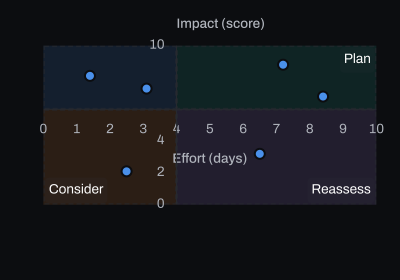 Impact (score)
10
Plan
0 1 2 3 4 5 6 7 8 9 10
4
Effort (days)
2
Consider
Reassess
0